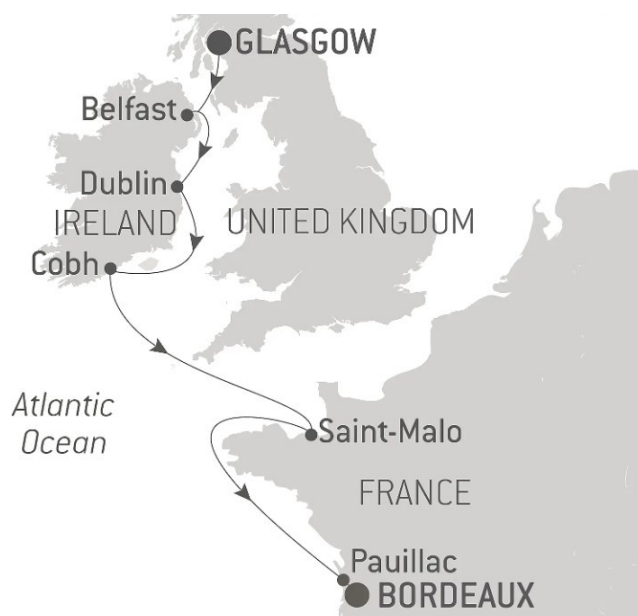 GLASGOW
Belfast
Dublin
IRELAND
UNITED KINGDOM
Cobh
Atlantic
Ocean
Saint-Malo
FRANCE
Pauillac
BORDEAUX